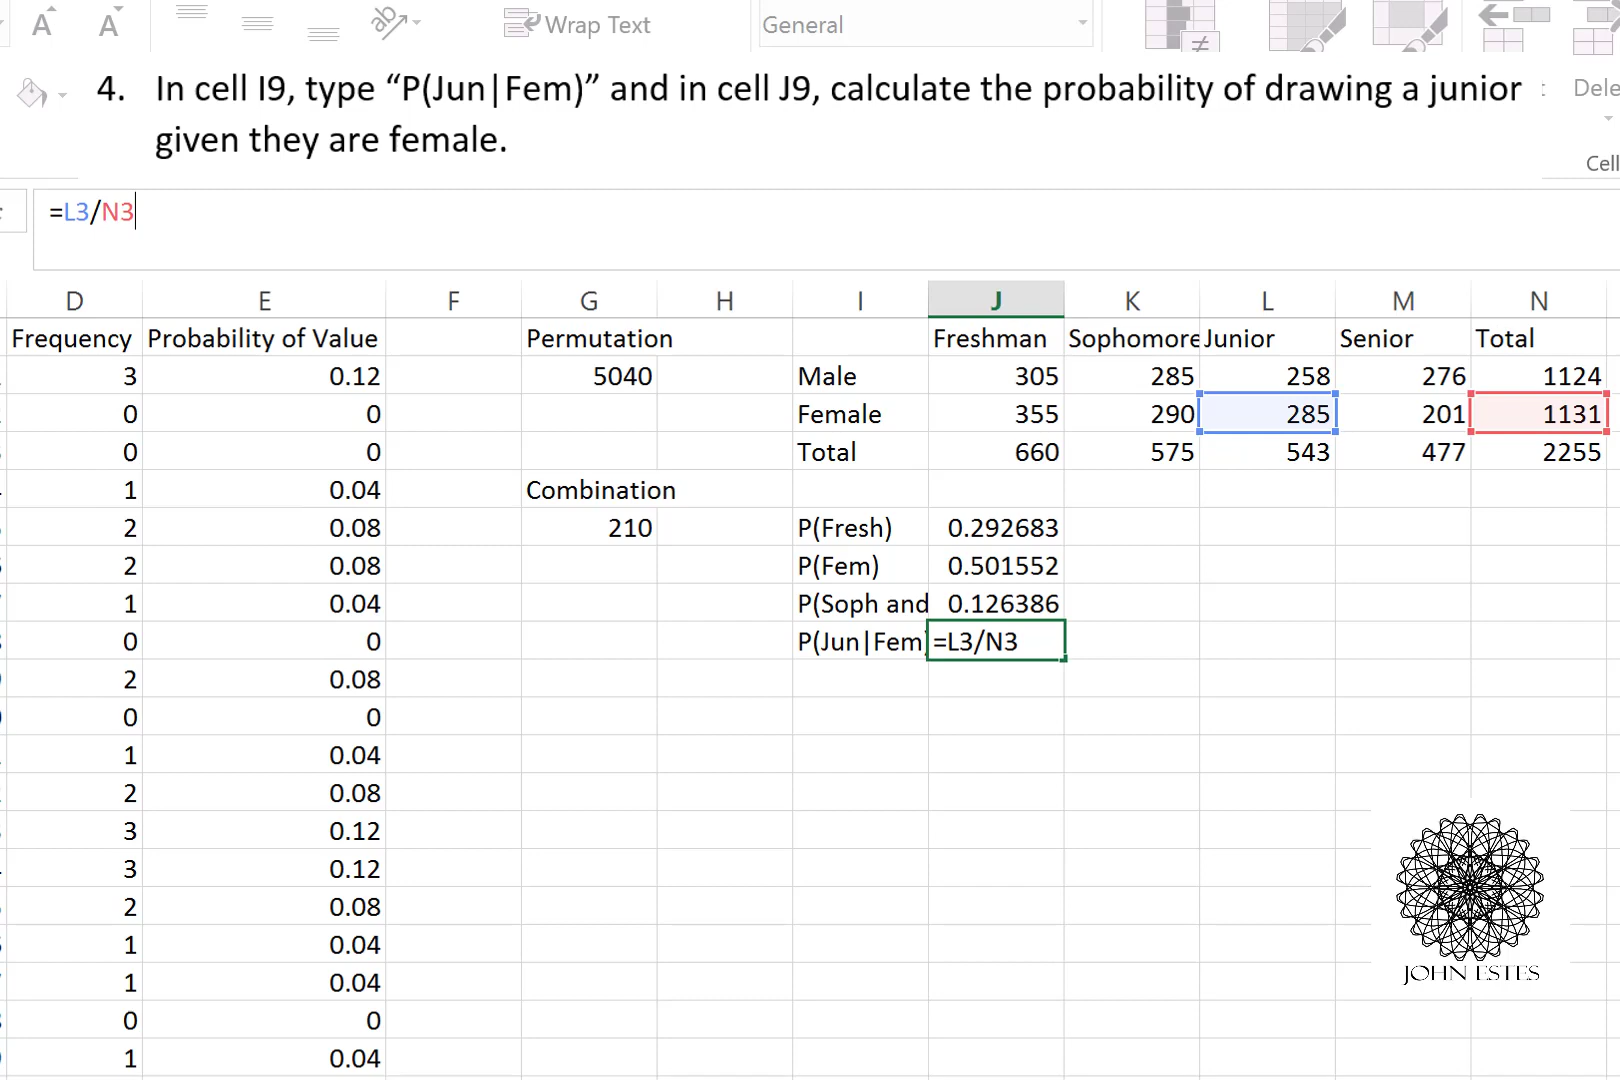 Wrap Text
General
4. In cell I9, type “P(Jun|Fem)” and in cell J9, calculate the probability of drawing a junior
given they are female.
Dele
Cell
=L3/N3
D E F G H I J K L M N
Frequency Probability of Value Permutation Freshman Sophomore Junior Senior Total
3 0.12 5040 Male 305 285 258 276 1124
0 0 Female 355 290 285 201 1131
0 0 Total 660 575 543 477 2255
1 0.04 Combination
2 0.08 210 P(Fresh) 0.292683
2 0.08 P(Fem) 0.501552
1 0.04 P(Soph and 0.126386
0 0 P(Jun|Fem) =L3/N3
2 0.08
0 0
1 0.04
2 0.08
3 0.12
3 0.12
2 0.08
1 0.04
1 0.04
0 0
1 0.04
JOHN ESTES